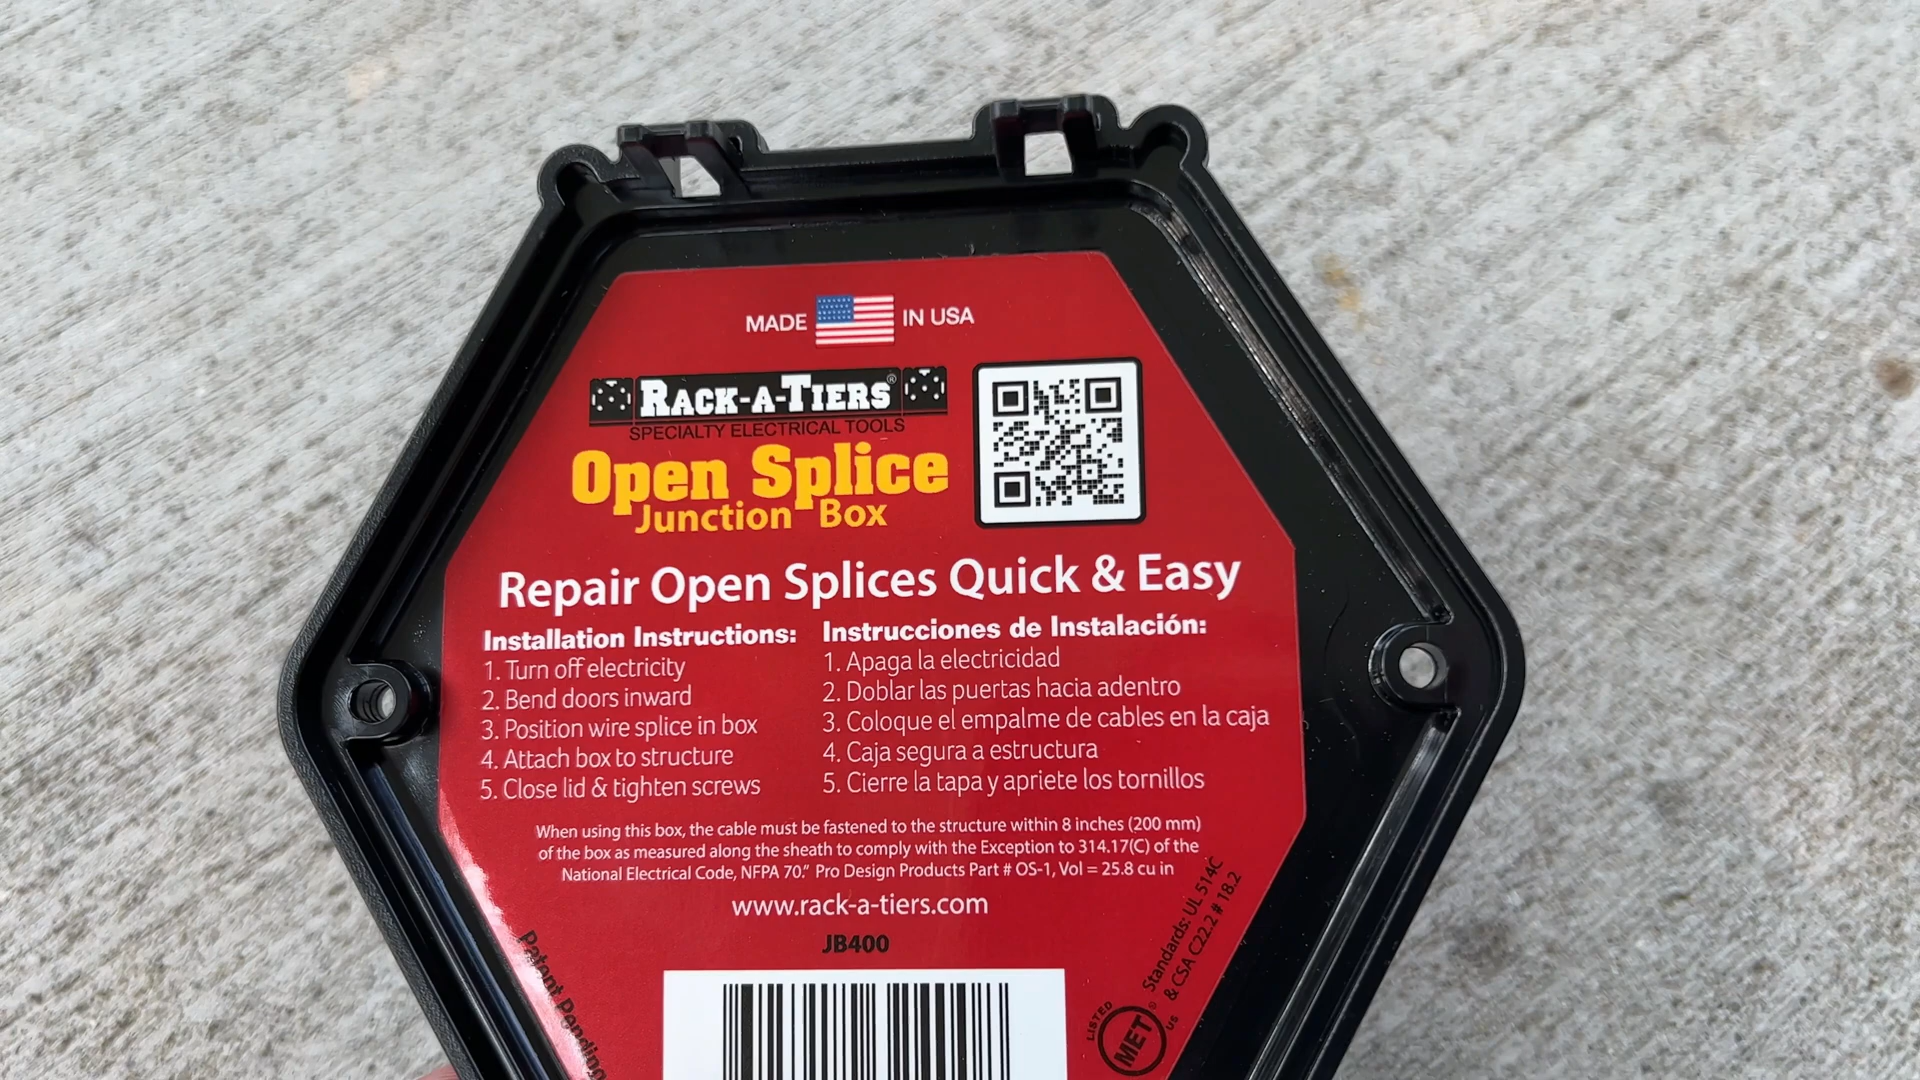 MADE IN USA
RACK-A-TIERS®
SPECIALTY ELECTRICAL TOOLS
Open Splice
Junction Box
Repair Open Splices Quick & Easy
Installation Instructions:
1. Turn off electricity
2. Bend doors inward
3. Position wire splice in box
4. Attach box to structure
5. Close lid & tighten screws
Instrucciones de Instalación:
1. Apaga la electricidad
2. Doblar las puertas hacia adentro
3. Coloque el empalme de cables en la caja
4. Caja segura a estructura
5. Cierre la tapa y apriete los tornillos
When using this box, the cable must be fastened to the structure within 8 inches (200 mm)
of the box as measured along the sheath to comply with the Exception to 314.17(C) of the
National Electrical Code, NFPA 70." Pro Design Products Part # OS-1, Vol = 25.8 cu in
www.rack-a-tiers.com
JB400
Patent Pending
Standards: UL 514C
& CSA C22.2 # 18.2
LISTED
MET®
US